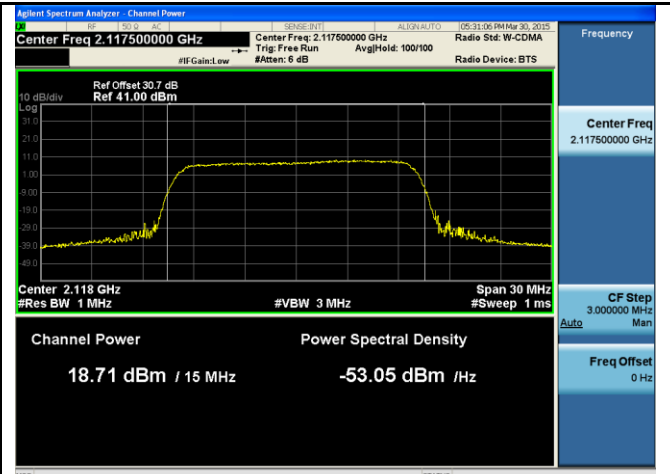 Agilent Spectrum Analyzer - Channel Power
RF 50 Ω AC SENSE:INT ALIGN AUTO 05:31:06 PM Mar 30, 2015
Center Freq 2.117500000 GHz
Center Freq: 2.117500000 GHz
Radio Std: W-CDMA
Trig: Free Run Avg|Hold: 100/100
#IFGain:Low
#Atten: 6 dB
Radio Device: BTS
Ref Offset 30.7 dB
10 dB/div Ref 41.00 dBm
Log
31.0
21.0
11.0
1.00
-9.00
-19.0
-29.0
-39.0
-49.0
Center 2.118 GHz Span 30 MHz
#Res BW 1 MHz #VBW 3 MHz #Sweep 1 ms
Channel Power Power Spectral Density
18.71 dBm / 15 MHz -53.05 dBm /Hz
Frequency
Center Freq
2.117500000 GHz
CF Step
3.000000 MHz
Auto Man
Freq Offset
0 Hz